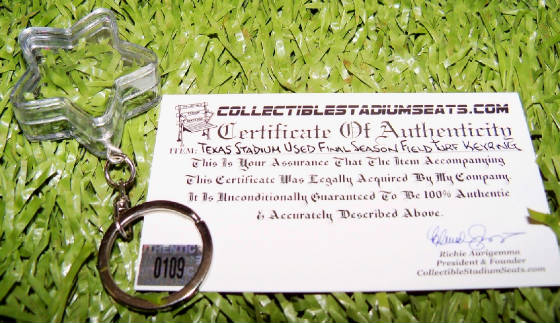 COLLECTIBLESTADIUMSEATS.COM
Certificate Of Authenticity
ITEM: TEXAS STADIUM USED FINAL SEASON FIELD TURF KEYRING
This Is Your Assurance That The Item Accompanying
This Certificate Was Legally Acquired By My Company.
It Is Unconditionally Guaranteed To Be 100% Authentic
& Accurately Described Above.
Richie Aurigemma
President & Founder
CollectibleStadiumSeats.com
0109